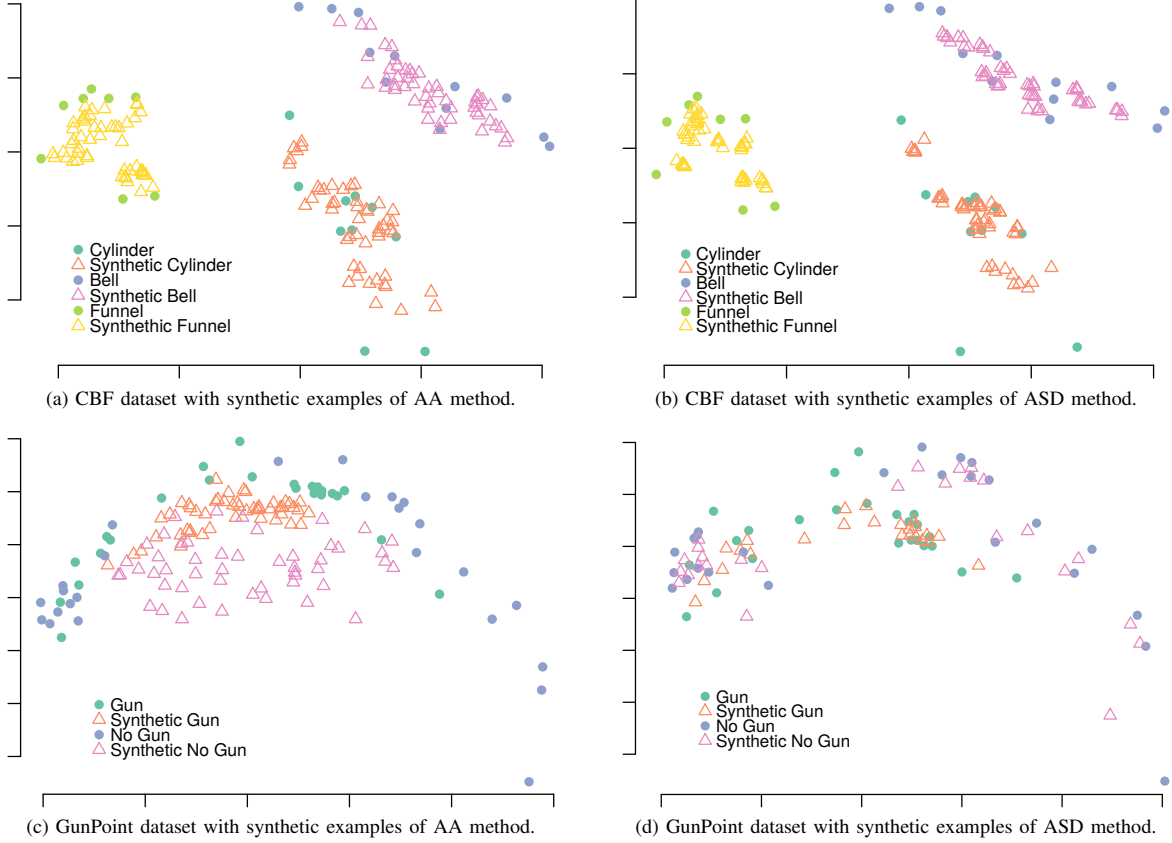 Cylinder
Synthetic Cylinder
Bell
Synthetic Bell
Funnel
Synthethic Funnel
(a) CBF dataset with synthetic examples of AA method.
Cylinder
Synthetic Cylinder
Bell
Synthetic Bell
Funnel
Synthethic Funnel
(b) CBF dataset with synthetic examples of ASD method.
Gun
Synthetic Gun
No Gun
Synthetic No Gun
(c) GunPoint dataset with synthetic examples of AA method.
Gun
Synthetic Gun
No Gun
Synthetic No Gun
(d) GunPoint dataset with synthetic examples of ASD method.